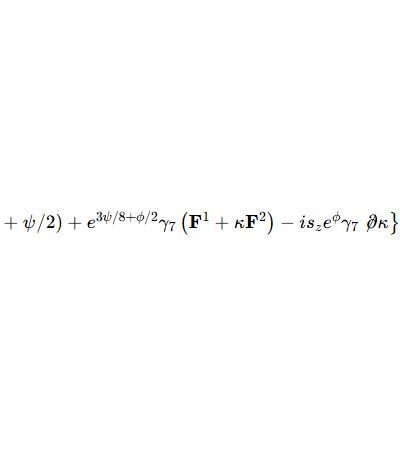 + ψ/2) + e^{3ψ/8+ϕ/2}γ_7 (𝐅^1 + κ𝐅^2) − is_z e^ϕ γ_7 ∂̸κ}